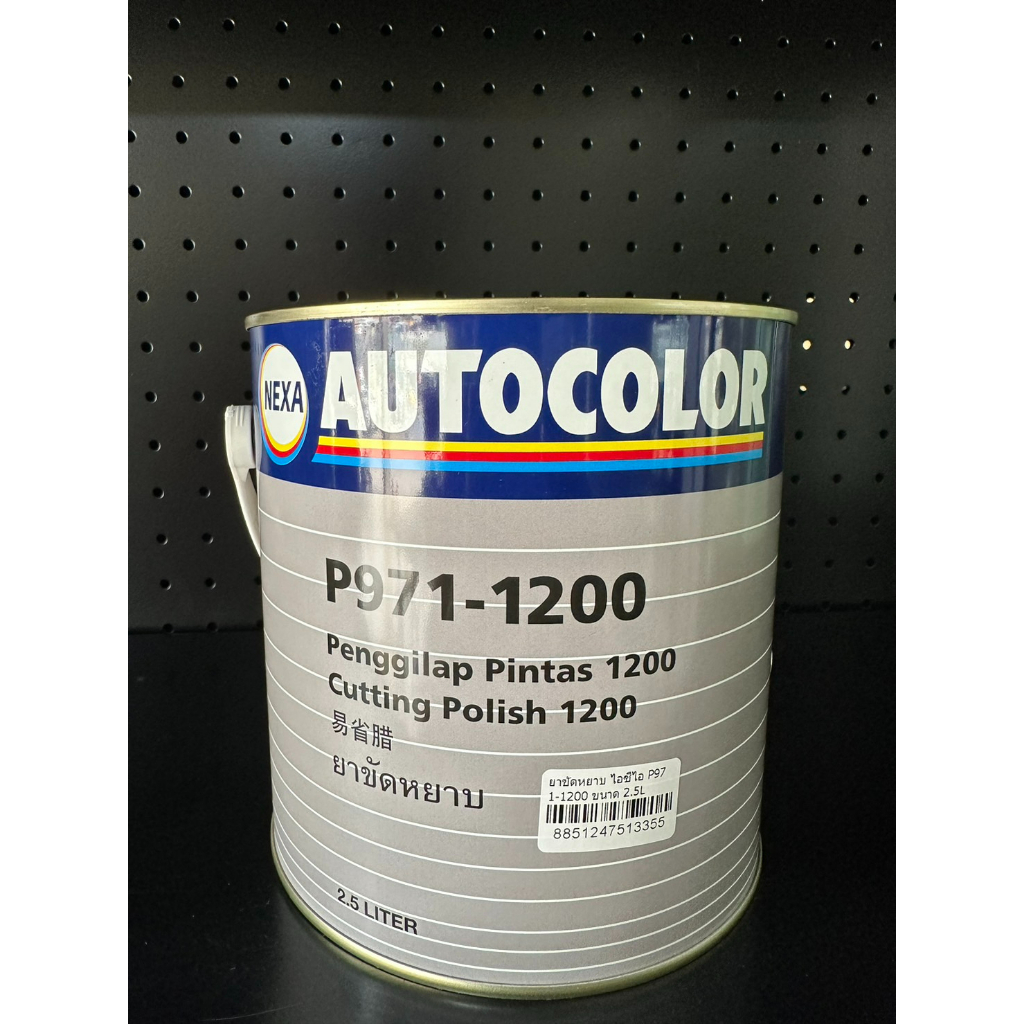 NEXA
AUTOCOLOR
P971-1200
Penggilap Pintas 1200
Cutting Polish 1200
易省腊
ยาขัดหยาบ
ยาขัดหยาบ ไอซีไอ P97
1-1200 ขนาด 2.5L
8851247513355
2.5 LITER